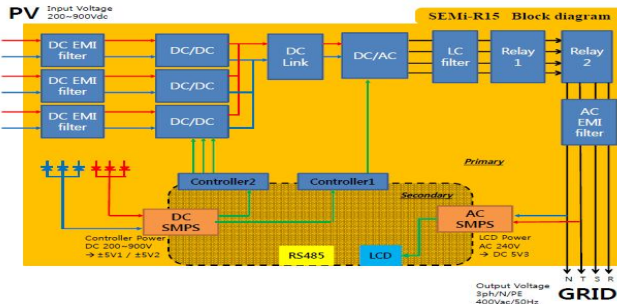 PV Input Voltage
200~900Vdc
SEMi-R15 Block diagram
DC EMI
filter
DC/DC
DC
Link
DC/AC
LC
filter
Relay
1
Relay
2
DC EMI
filter
DC/DC
DC EMI
filter
DC/DC
AC
EMI
filter
Primary
Controller2
Controller1
Secondary
DC
SMPS
AC
SMPS
Controller Power
DC 200~900V
→ ±5V1 / ±5V2
RS485
LCD
LCD Power
AC 240V
→ DC 5V3
N T S R
Output Voltage
3ph/N/PE
400Vac/50Hz
GRID